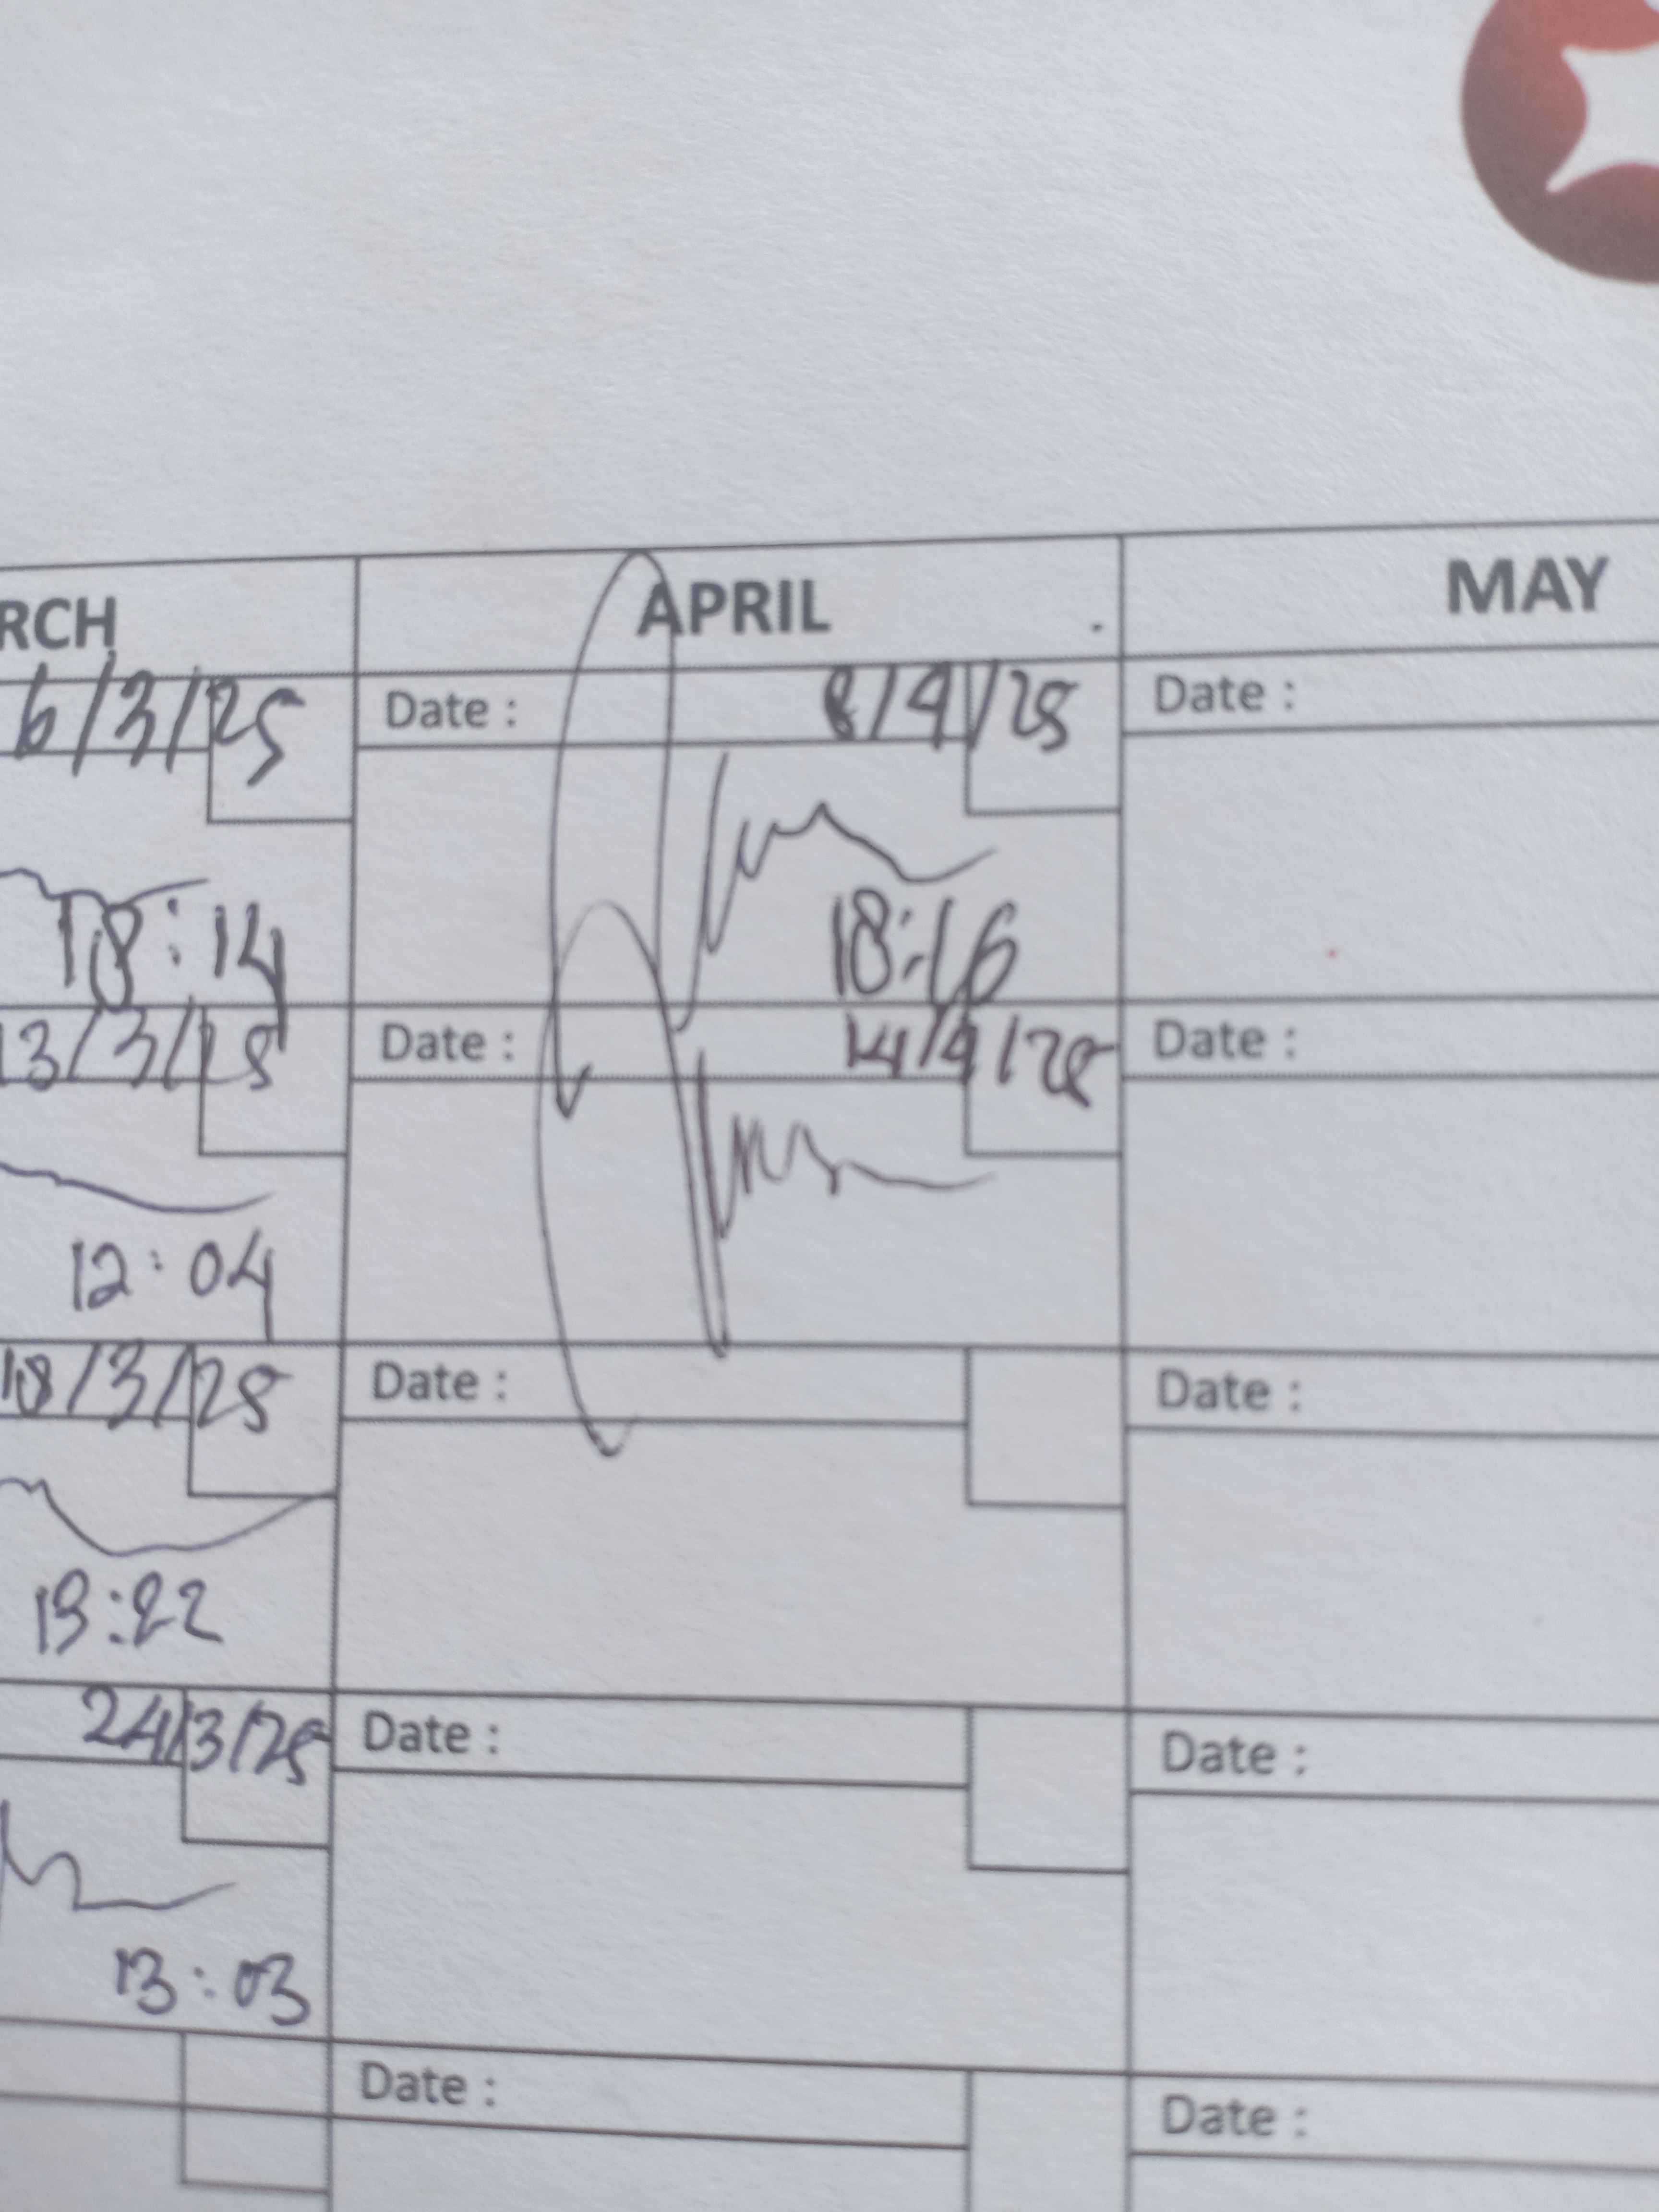 RCH APRIL MAY
6/3/25 Date : 8/4/25 Date :
18:14 18:16
13/3/25 Date : 14/4/25 Date :
12:04
18/3/25 Date : Date :
24/3/25 Date : Date :
13:03
Date : Date :